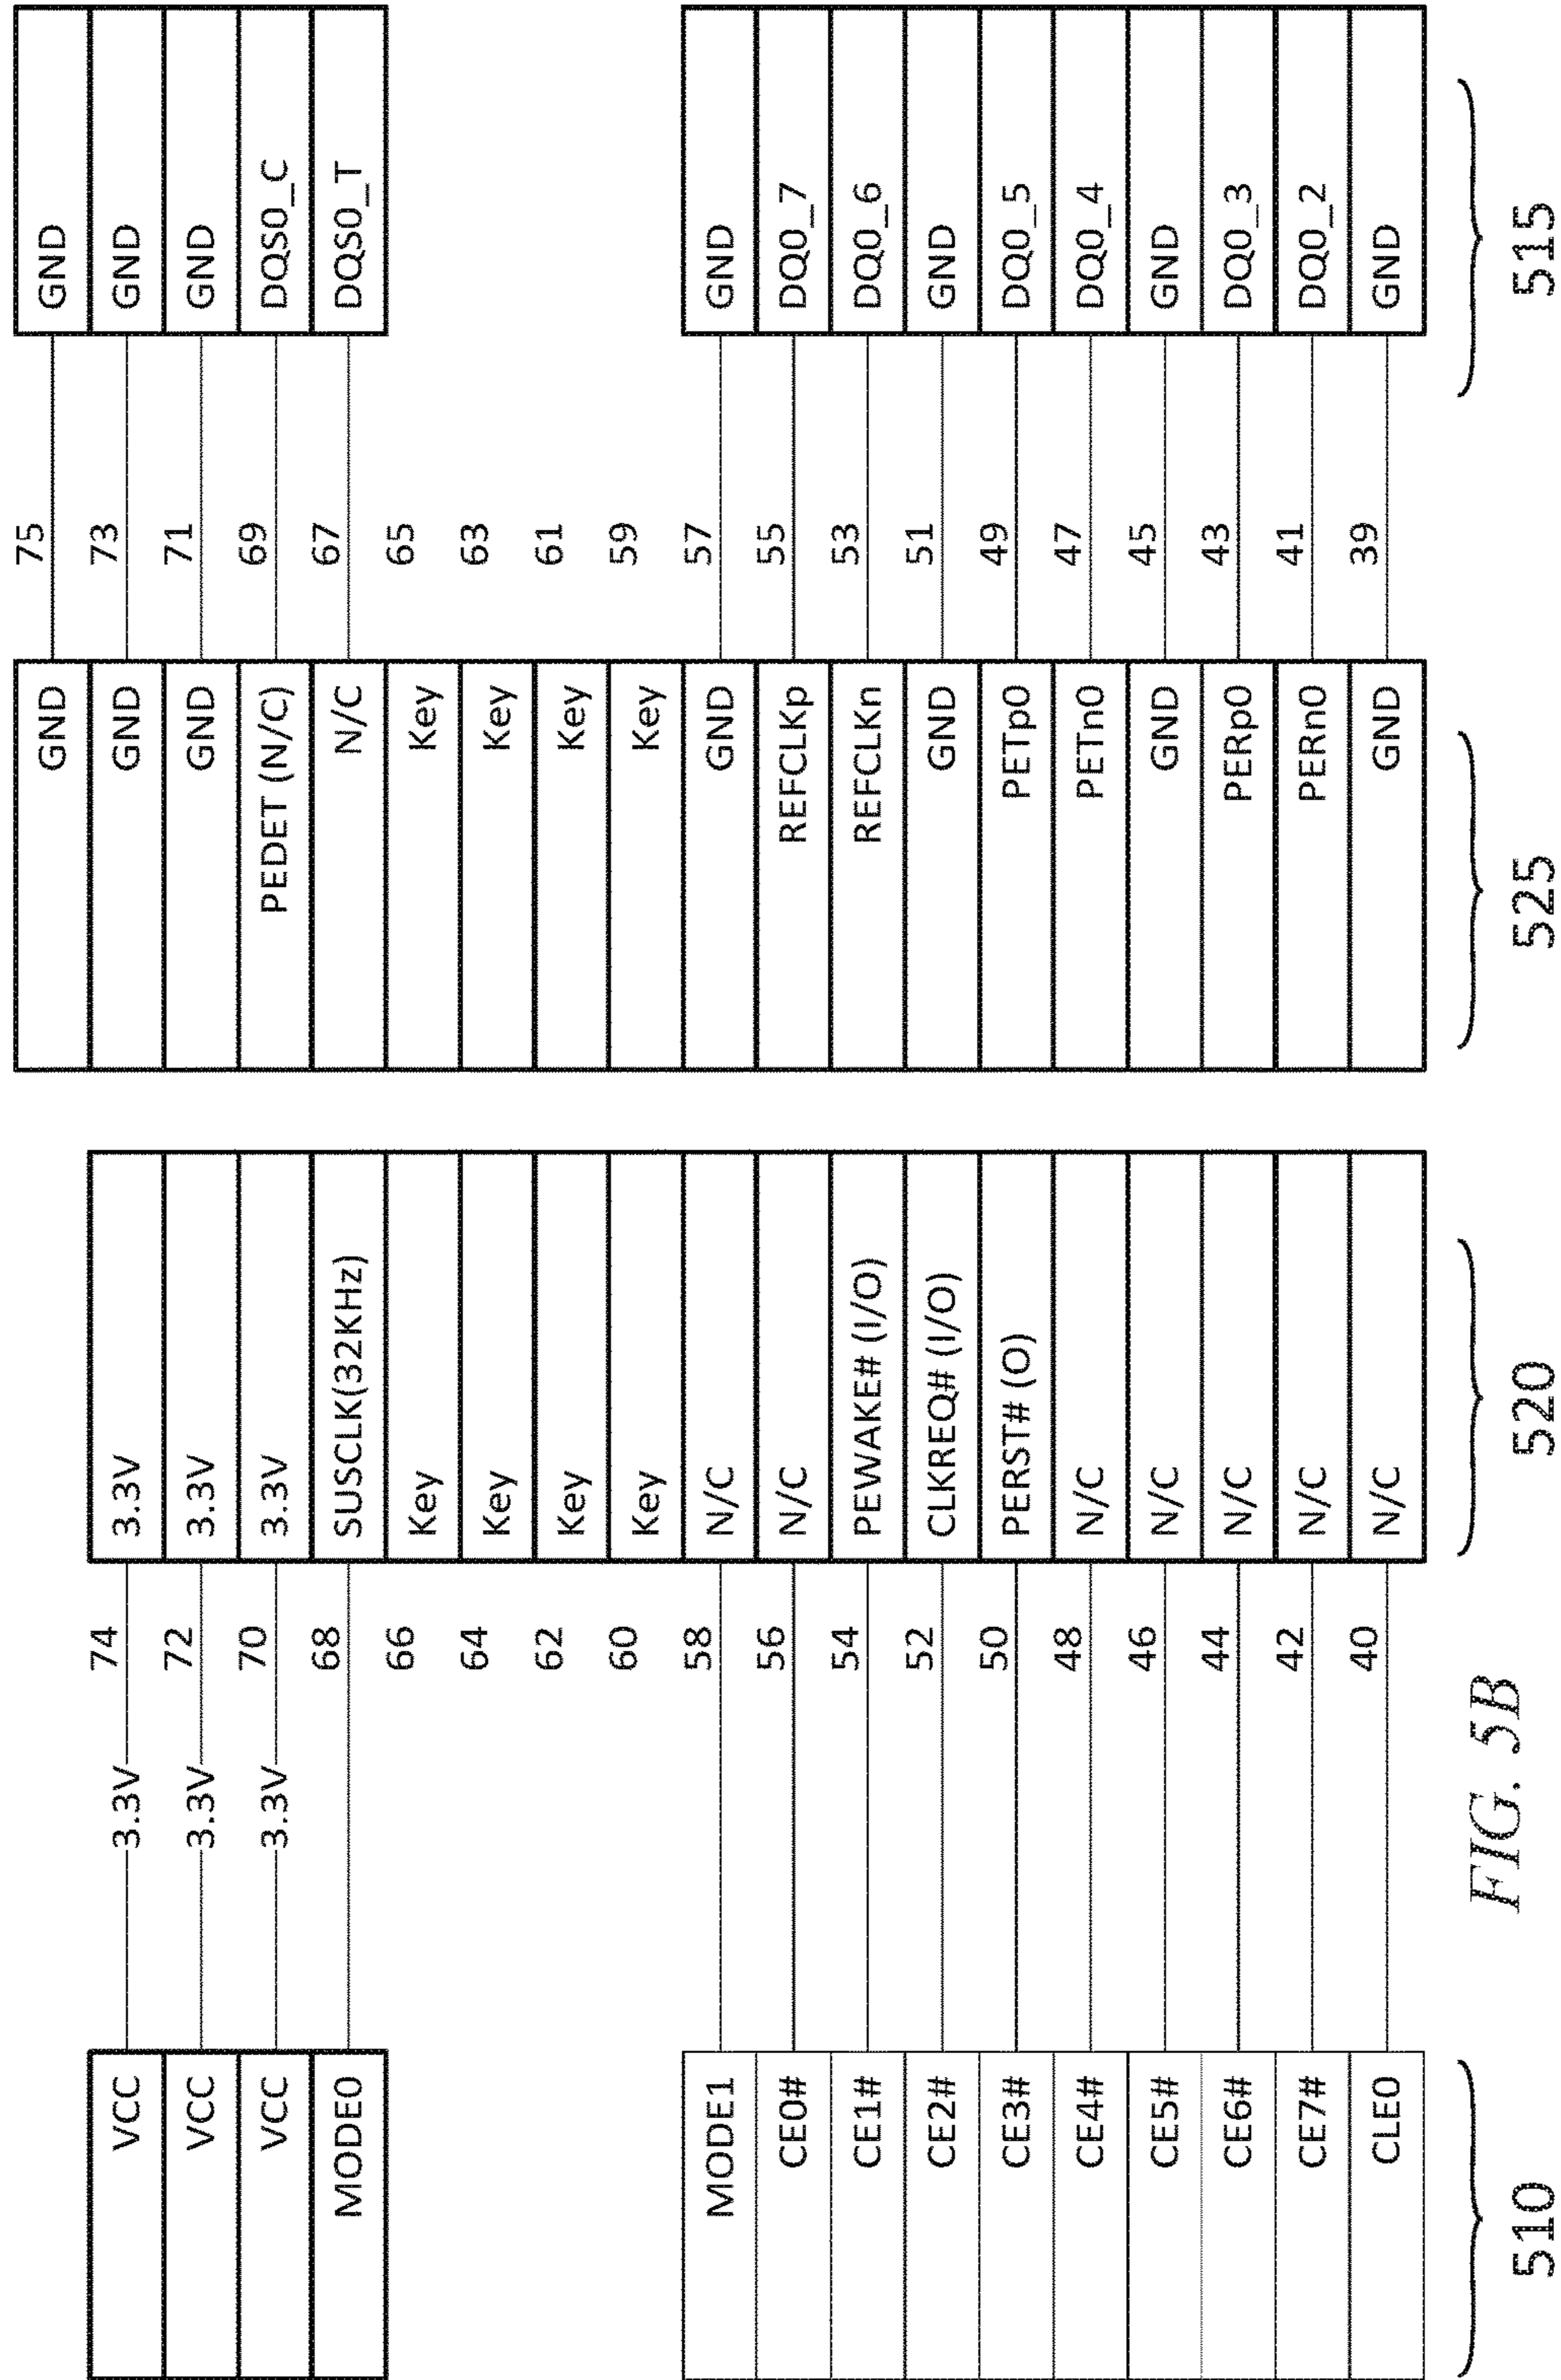 GND 75 GND
VCC 3.3V 74 3.3V GND 73 GND
VCC 3.3V 72 3.3V GND 71 GND
VCC 3.3V 70 3.3V PEDET (N/C) 69 DQS0_C
MODE0 68 SUSCLK(32KHz) N/C 67 DQS0_T
66 Key Key 65
64 Key Key 63
62 Key Key 61
60 Key Key 59
MODE1 58 N/C GND 57 GND
CE0# 56 N/C REFCLKp 55 DQ0_7
CE1# 54 PEWAKE# (I/O) REFCLKn 53 DQ0_6
CE2# 52 CLKREQ# (I/O) GND 51 GND
CE3# 50 PERST# (O) PETp0 49 DQ0_5
CE4# 48 N/C PETn0 47 DQ0_4
CE5# 46 N/C GND 45 GND
CE6# 44 N/C PERp0 43 DQ0_3
CE7# 42 N/C PERn0 41 DQ0_2
CLE0 40 N/C GND 39 GND
510 520 525 515
FIG. 5B